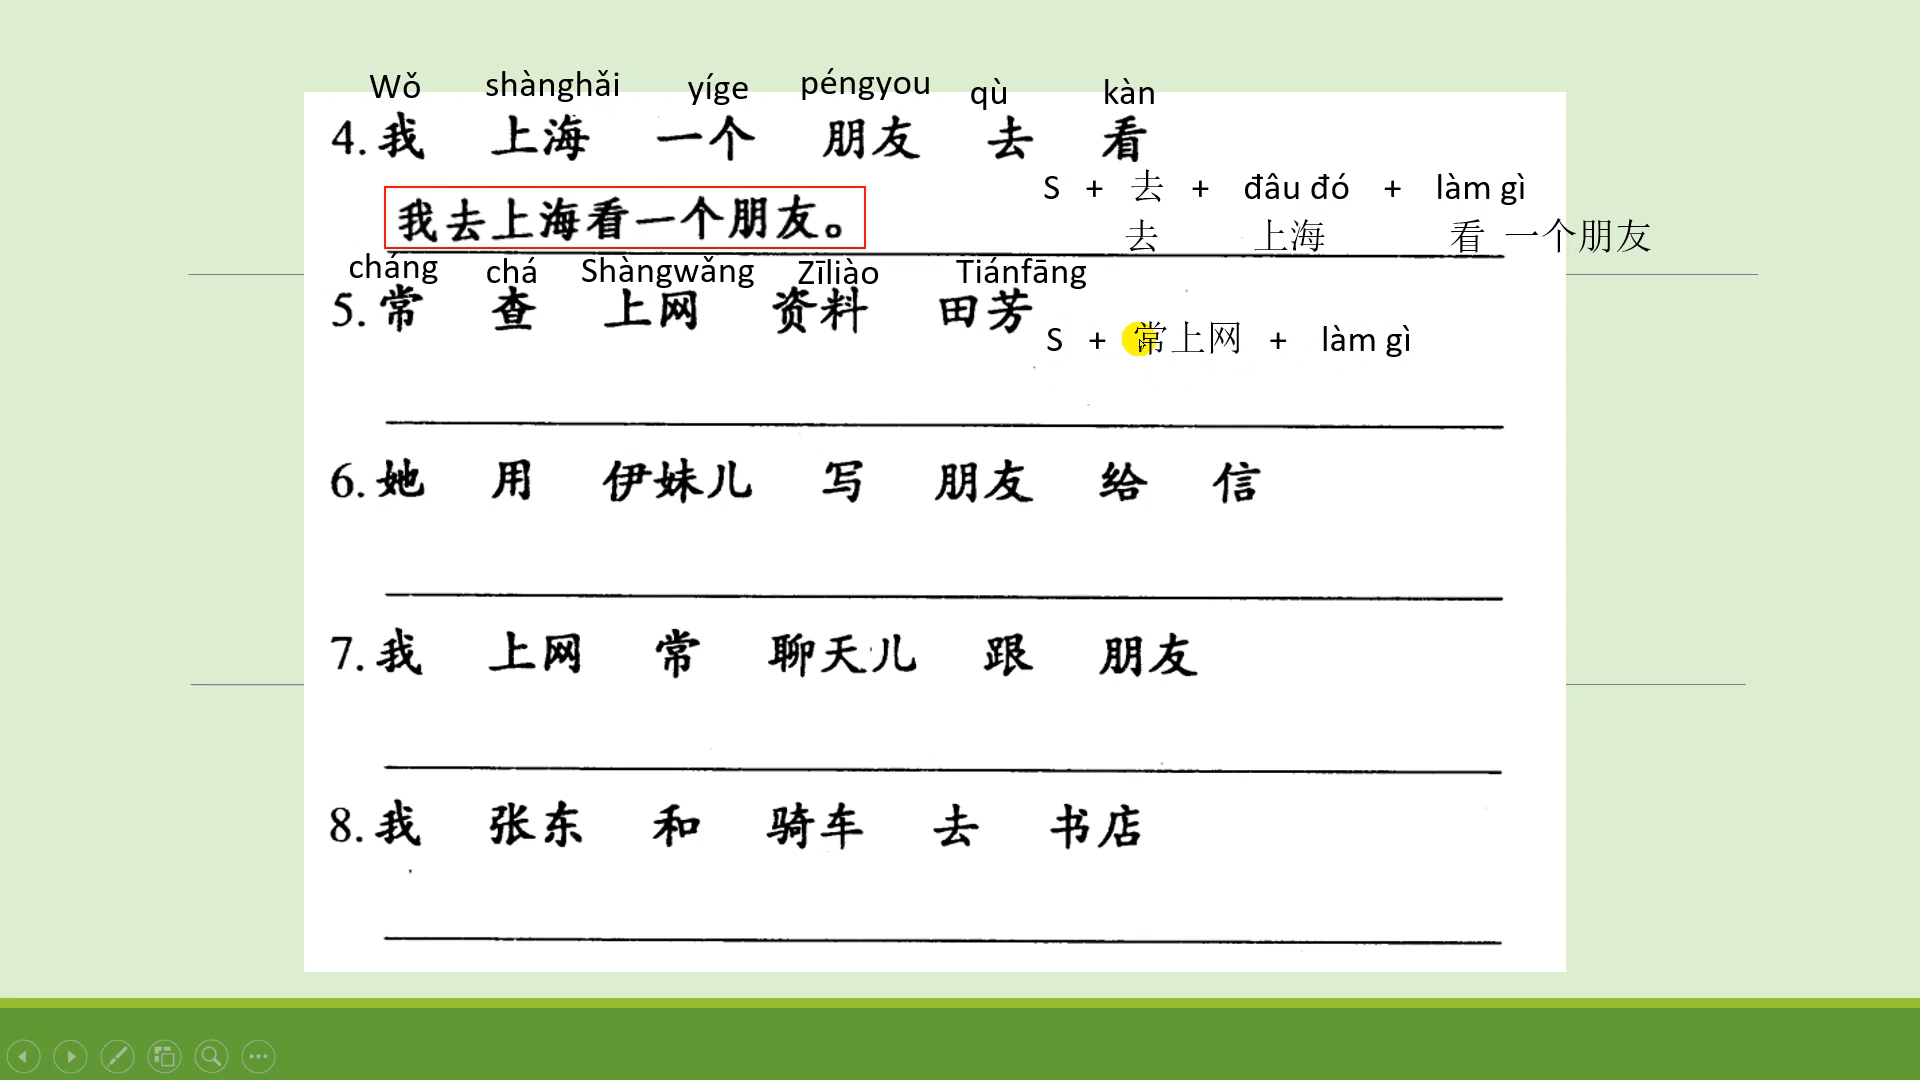 Wǒ shànghǎi yíge péngyou qù kàn
4. 我 上海 一个 朋友 去 看
S + 去 + đâu đó + làm gì
我去上海看一个朋友。
去 上海 看 一个朋友
cháng chá Shàngwǎng Zīliào Tiánfāng
5. 常 查 上网 资料 田芳
S + 常上网 + làm gì
6. 她 用 伊妹儿 写 朋友 给 信
7. 我 上网 常 聊天儿 跟 朋友
8. 我 张东 和 骑车 去 书店